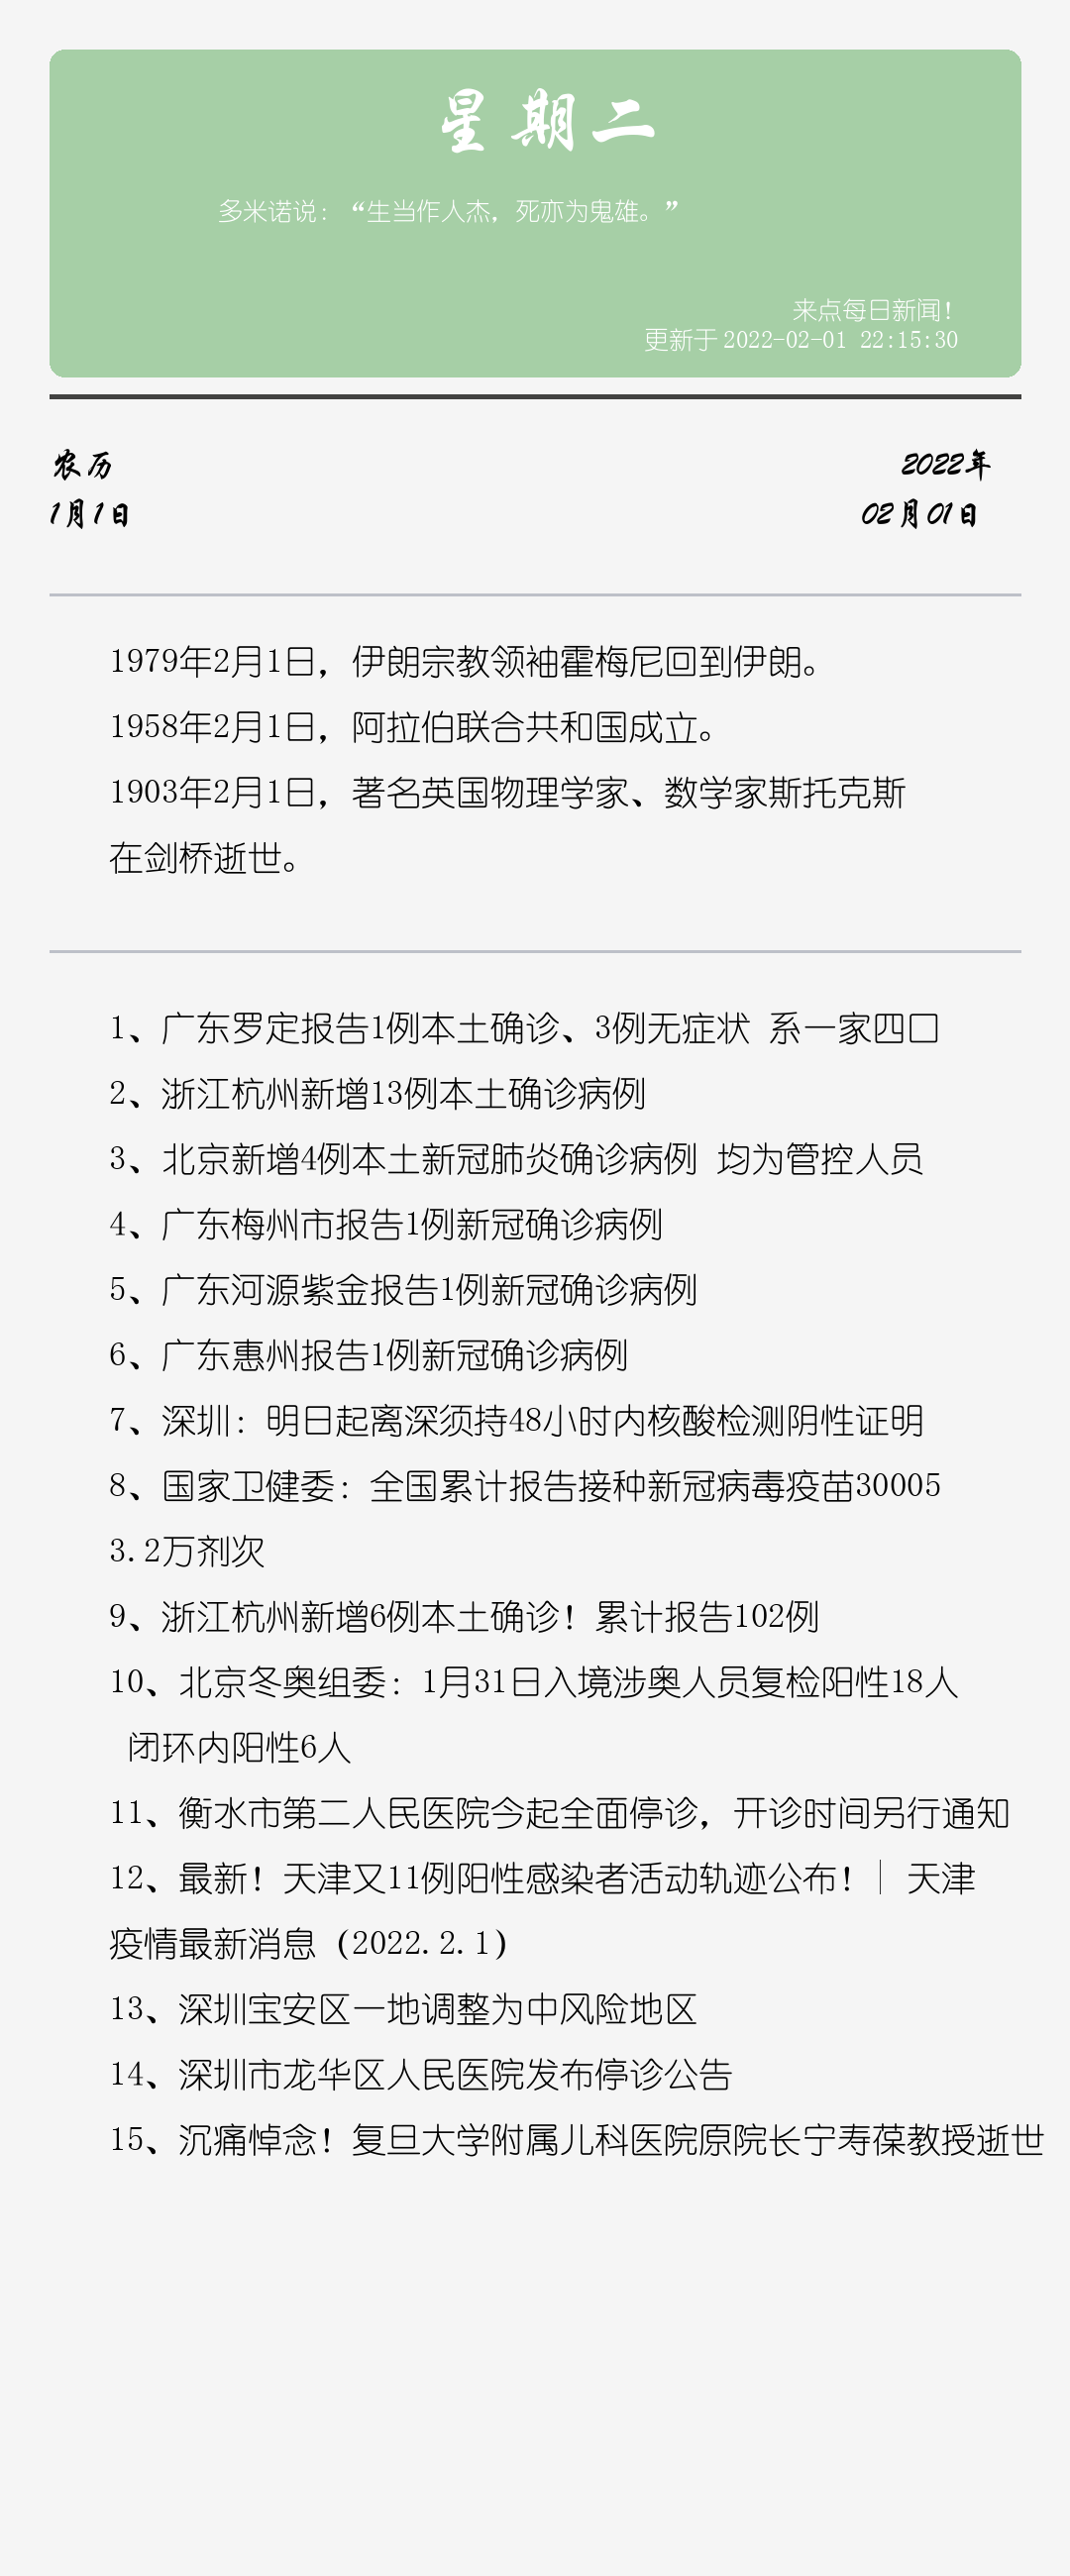 星期二
多米诺说：“生当作人杰，死亦为鬼雄。”
来点每日新闻！
更新于 2022-02-01 22:15:30
农历
1月1日
2022年
02月01日
1979年2月1日，伊朗宗教领袖霍梅尼回到伊朗。
1958年2月1日，阿拉伯联合共和国成立。
1903年2月1日，著名英国物理学家、数学家斯托克斯
在剑桥逝世。
1、广东罗定报告1例本土确诊、3例无症状 系一家四口
2、浙江杭州新增13例本土确诊病例
3、北京新增4例本土新冠肺炎确诊病例 均为管控人员
4、广东梅州市报告1例新冠确诊病例
5、广东河源紫金报告1例新冠确诊病例
6、广东惠州报告1例新冠确诊病例
7、深圳：明日起离深须持48小时内核酸检测阴性证明
8、国家卫健委：全国累计报告接种新冠病毒疫苗30005
3.2万剂次
9、浙江杭州新增6例本土确诊！累计报告102例
10、北京冬奥组委：1月31日入境涉奥人员复检阳性18人
闭环内阳性6人
11、衡水市第二人民医院今起全面停诊，开诊时间另行通知
12、最新！天津又11例阳性感染者活动轨迹公布！｜ 天津
疫情最新消息（2022.2.1）
13、深圳宝安区一地调整为中风险地区
14、深圳市龙华区人民医院发布停诊公告
15、沉痛悼念！复旦大学附属儿科医院原院长宁寿葆教授逝世